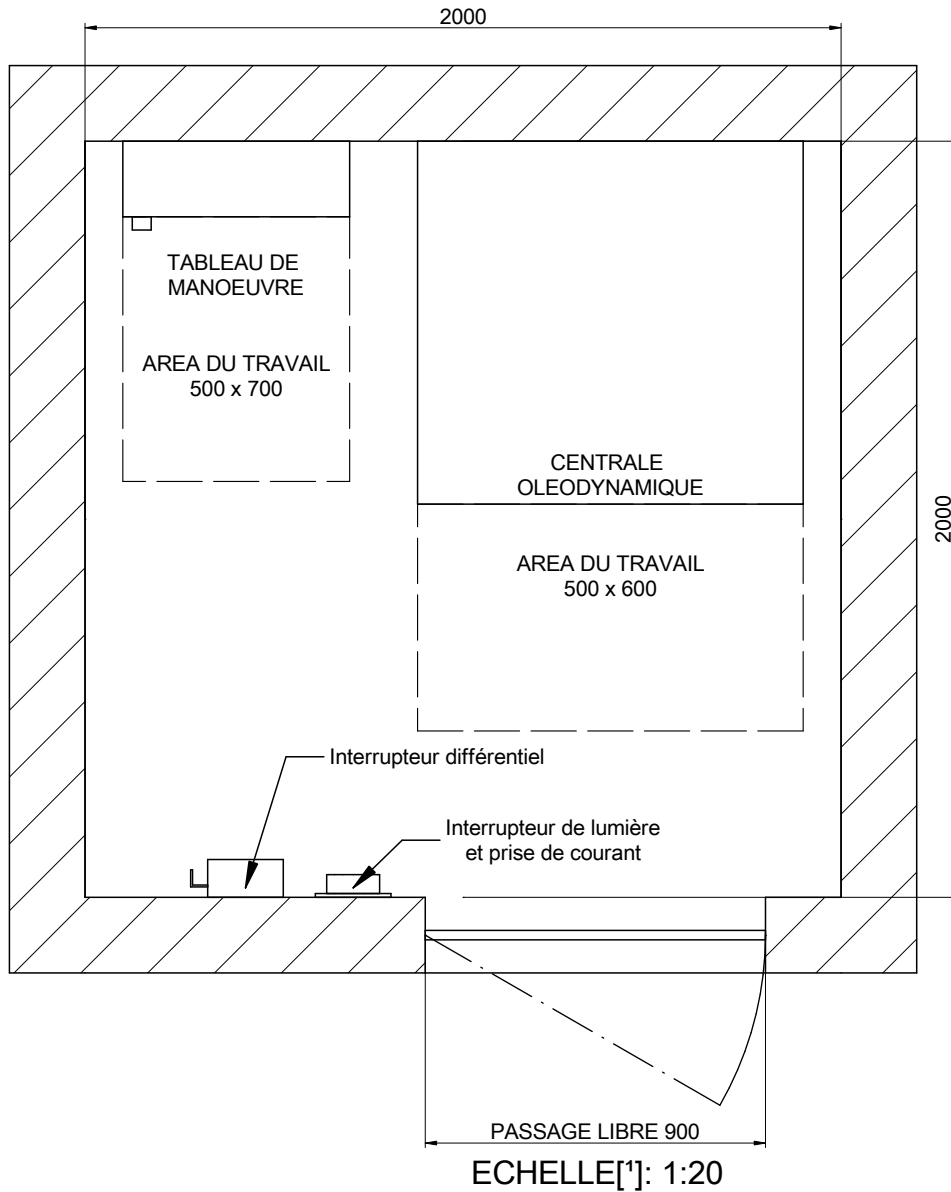 2000
TABLEAU DE
MANOEUVRE
AREA DU TRAVAIL
500 x 700
CENTRALE
OLEODYNAMIQUE
2000
AREA DU TRAVAIL
500 x 600
Interrupteur différentiel
Interrupteur de lumière
et prise de courant
PASSAGE LIBRE 900
ECHELLE[¹]: 1:20